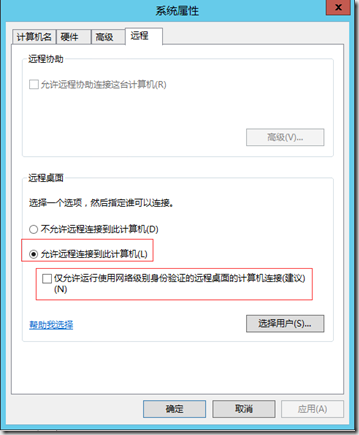 系统属性
x
计算机名 硬件 高级 远程
远程协助
允许远程协助连接这台计算机(R)
高级(V)...
远程桌面
选择一个选项，然后指定谁可以连接。
不允许远程连接到此计算机(D)
允许远程连接到此计算机(L)
仅允许运行使用网络级别身份验证的远程桌面的计算机连接(建议)
(N)
帮助我选择 选择用户(S)...
确定 取消 应用(A)